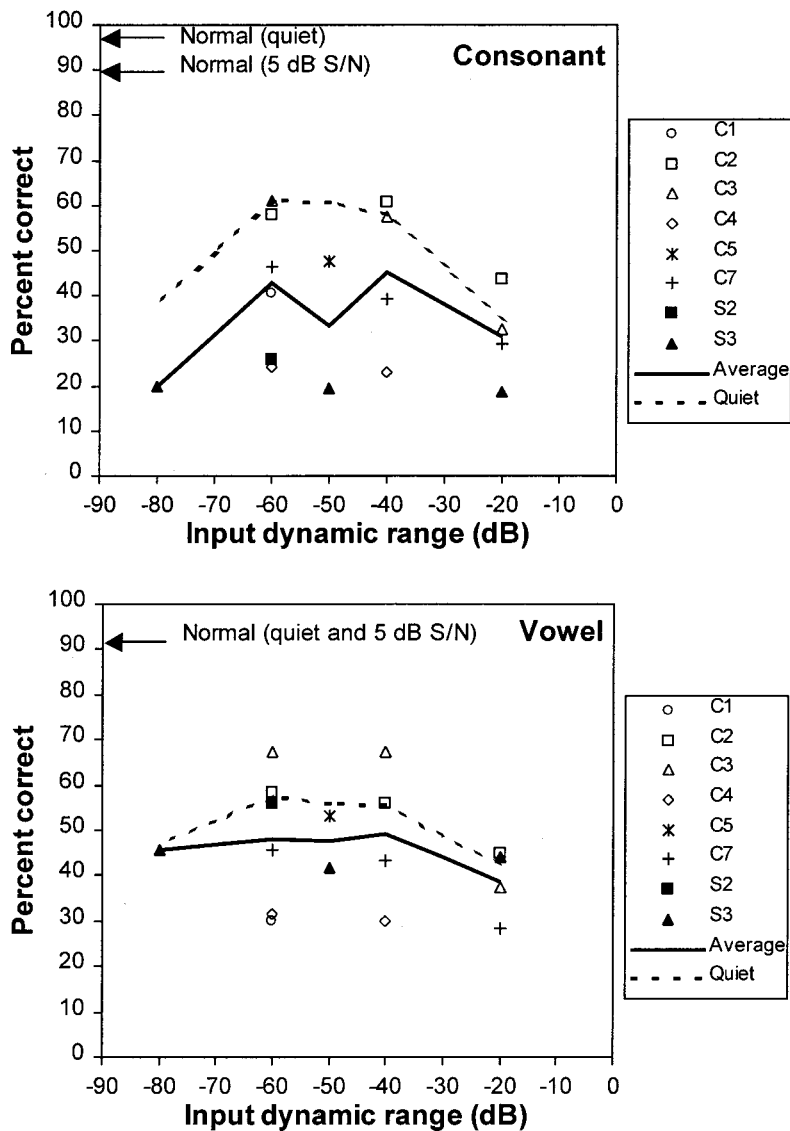 100
90
80
70
60
50
40
30
20
10
0
Percent correct
Normal (quiet)
Normal (5 dB S/N)
Consonant
-90 -80 -70 -60 -50 -40 -30 -20 -10 0
Input dynamic range (dB)
C1
C2
C3
C4
C5
C7
S2
S3
Average
Quiet
100
90
80
70
60
50
40
30
20
10
0
Percent correct
Normal (quiet and 5 dB S/N)
Vowel
-90 -80 -70 -60 -50 -40 -30 -20 -10 0
Input dynamic range (dB)
C1
C2
C3
C4
C5
C7
S2
S3
Average
Quiet